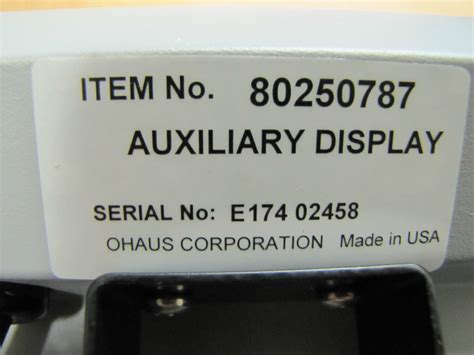 ITEM No. 80250787
AUXILIARY DISPLAY
SERIAL No: E174 02458
OHAUS CORPORATION Made in USA